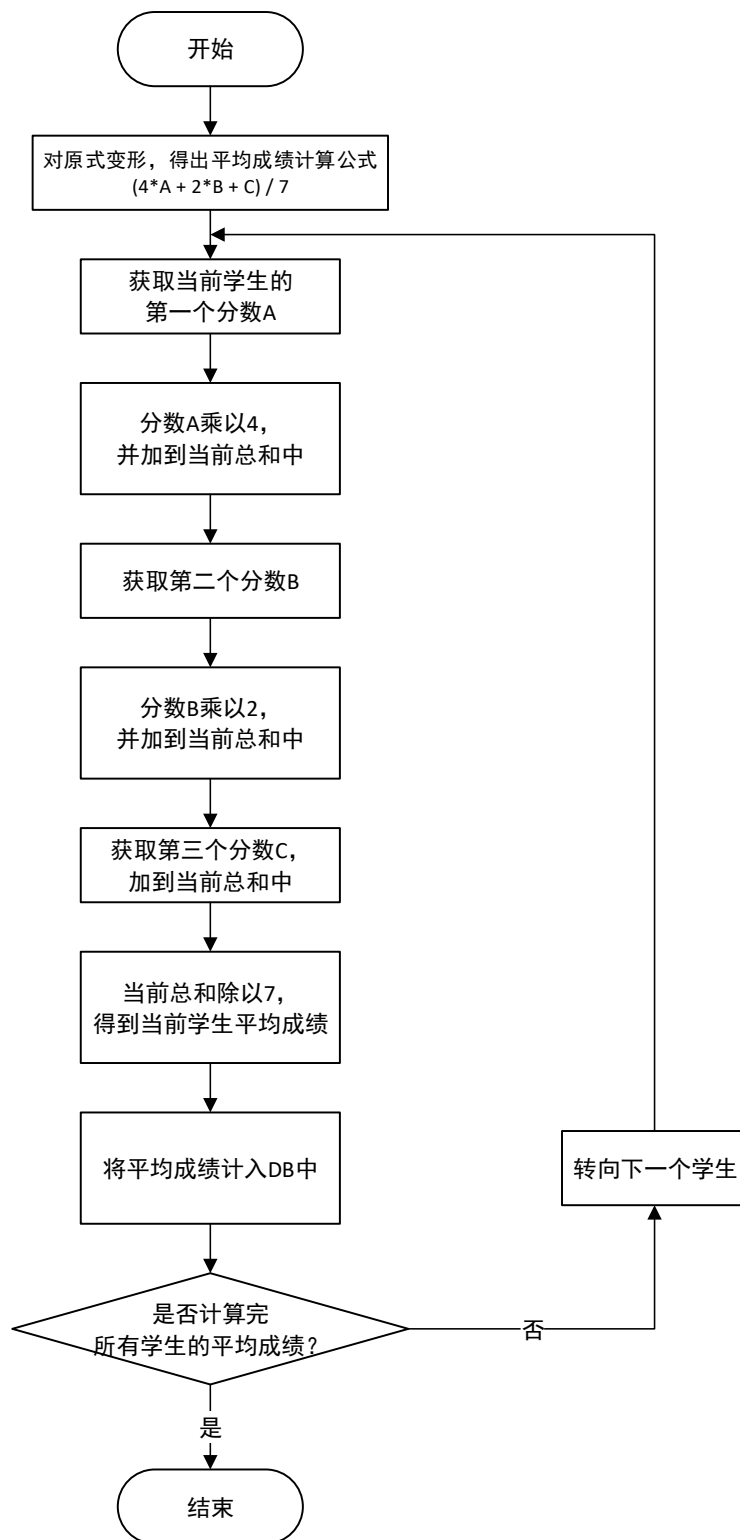 开始
对原式变形，得出平均成绩计算公式
(4*A + 2*B + C) / 7
获取当前学生的
第一个分数A
分数A乘以4，
并加到当前总和中
获取第二个分数B
分数B乘以2，
并加到当前总和中
获取第三个分数C，
加到当前总和中
当前总和除以7，
得到当前学生平均成绩
将平均成绩计入DB中
转向下一个学生
是否计算完
所有学生的平均成绩？
否
是
结束